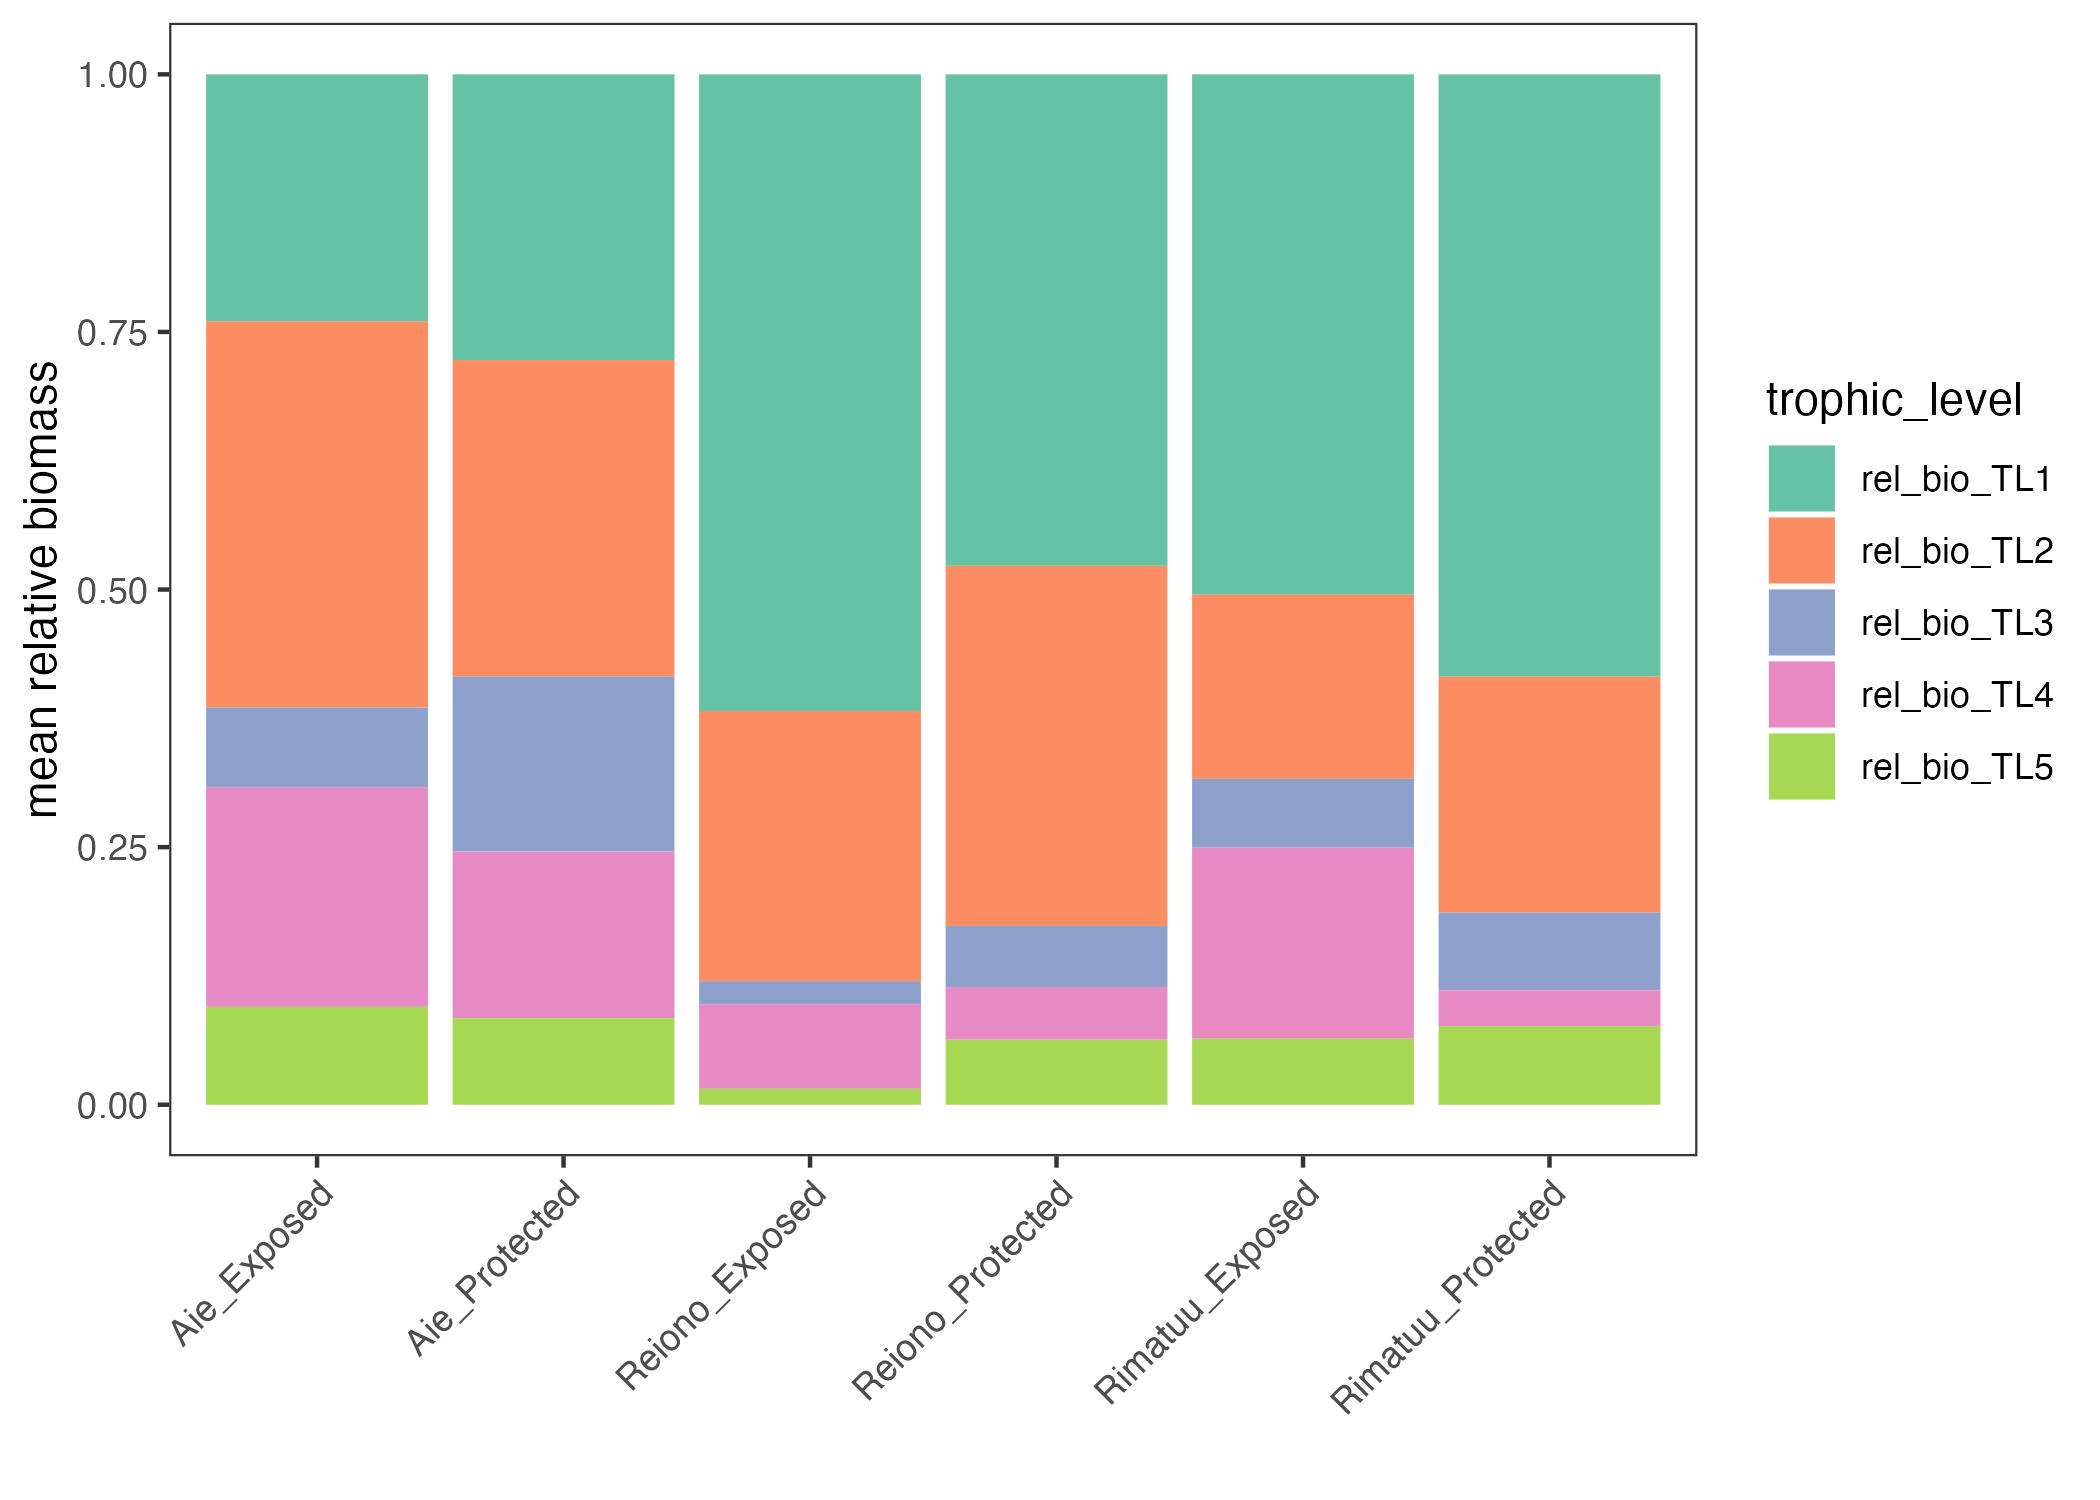 mean relative biomass
1.00
0.75
0.50
0.25
0.00
Aie_Exposed
Aie_Protected
Reiono_Exposed
Reiono_Protected
Rimatuu_Exposed
Rimatuu_Protected
trophic_level
rel_bio_TL1
rel_bio_TL2
rel_bio_TL3
rel_bio_TL4
rel_bio_TL5